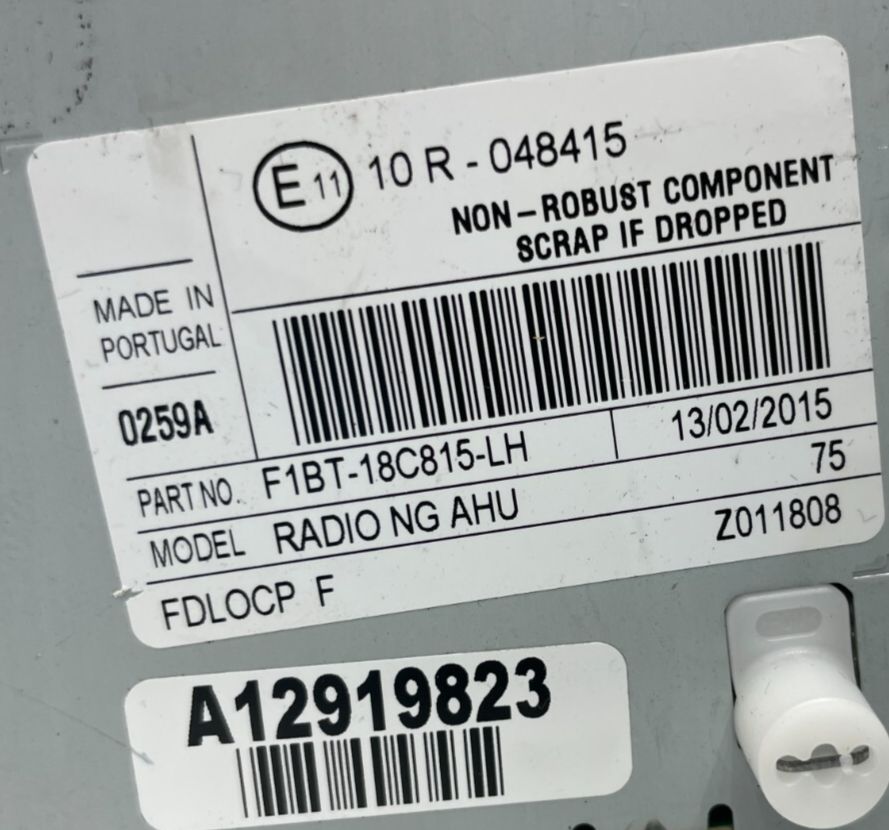 E 11 10 R - 048415
NON – ROBUST COMPONENT
SCRAP IF DROPPED
MADE IN
PORTUGAL
0259A
PART NO. F1BT-18C815-LH 13/02/2015
MODEL RADIO NG AHU 75
FDLOCP F Z011808
A12919823